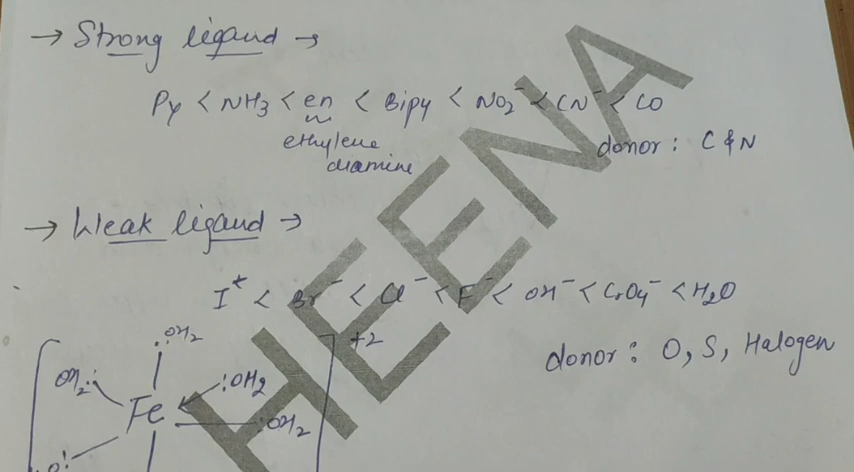 → Strong ligand →
Py < NH3 < en < Bipy < NO2⁻ < CN⁻ < CO
ethylene
diamine
donor : C & N
→ Weak ligand →
I⁻ < Br⁻ < Cl⁻ < F⁻ < OH⁻ < C₂O4⁻ < H2O
donor : O, S, Halogen
+2
:OH2
OH2:
:OH2
Fe
:OH2
HEENA